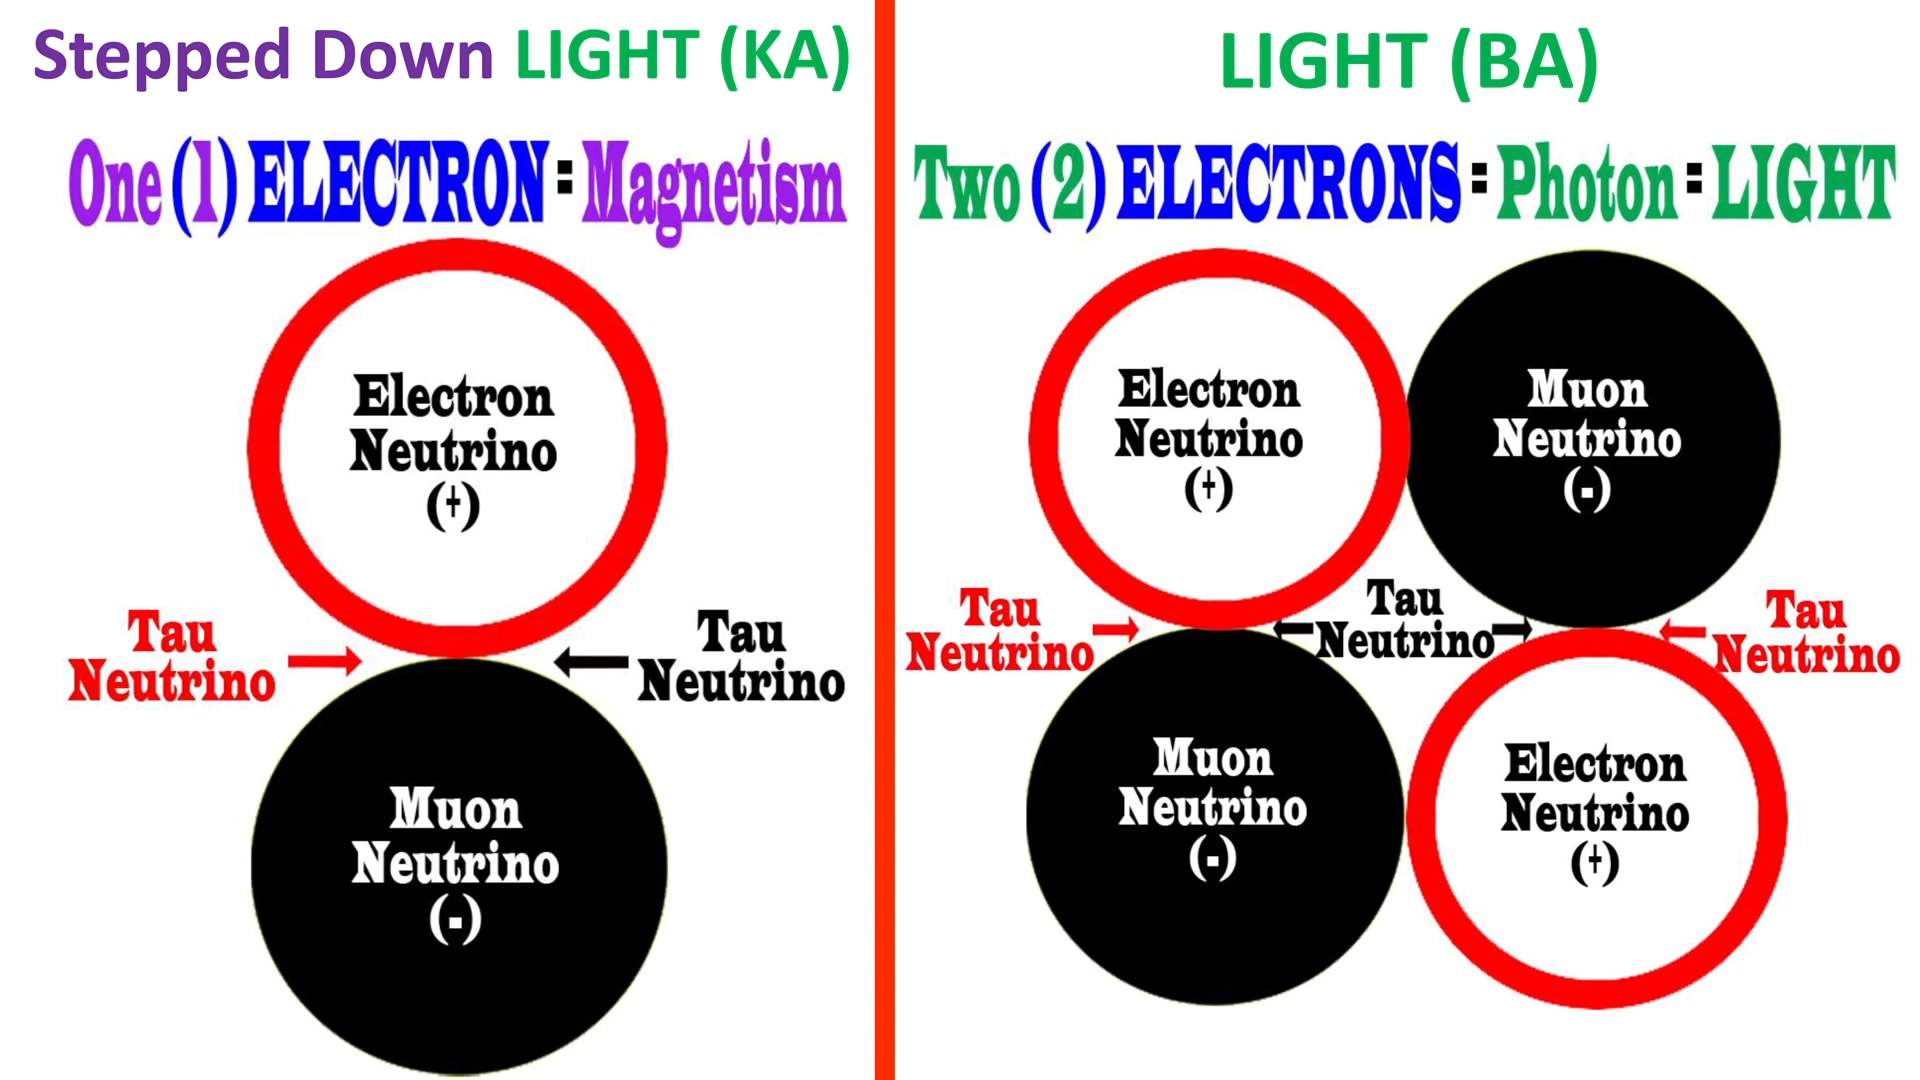 Stepped Down LIGHT (KA)
One (1) ELECTRON = Magnetism
Electron
Neutrino
(+)
Tau
Neutrino
Tau
Neutrino
Muon
Neutrino
(-)
LIGHT (BA)
Two (2) ELECTRONS = Photon = LIGHT
Electron
Neutrino
(+)
Muon
Neutrino
(-)
Tau
Neutrino
Tau
Neutrino
Tau
Neutrino
Muon
Neutrino
(-)
Electron
Neutrino
(+)